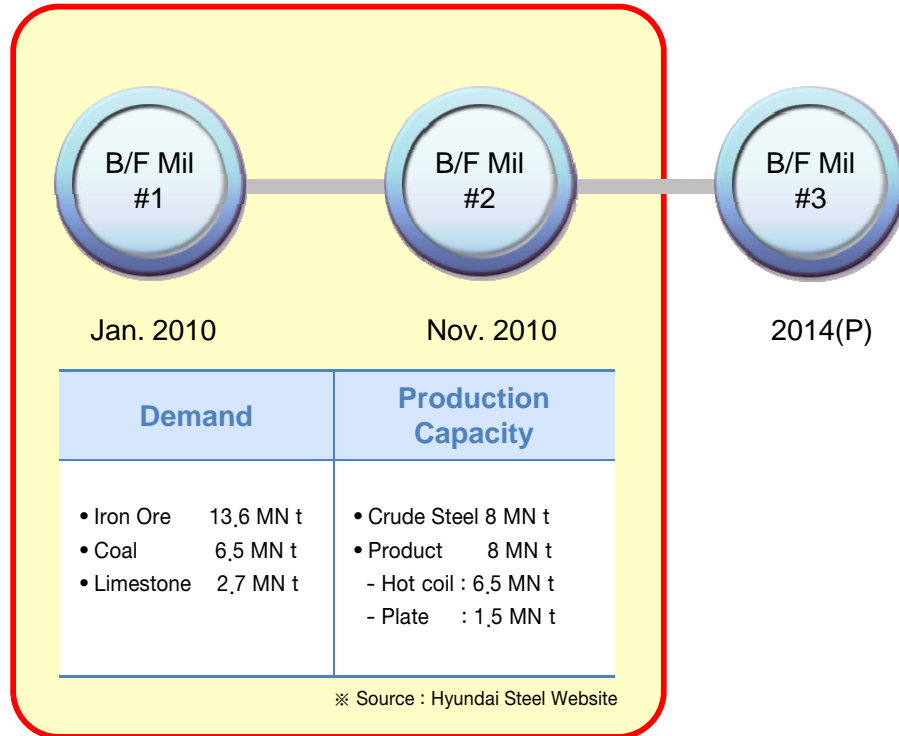 B/F Mil
#1
B/F Mil
#2
B/F Mil
#3
Jan. 2010
Nov. 2010
2014(P)
Demand
Production
Capacity
• Iron Ore 13.6 MN t
• Coal 6.5 MN t
• Limestone 2.7 MN t
• Crude Steel 8 MN t
• Product 8 MN t
- Hot coil : 6.5 MN t
- Plate : 1.5 MN t
※ Source : Hyundai Steel Website